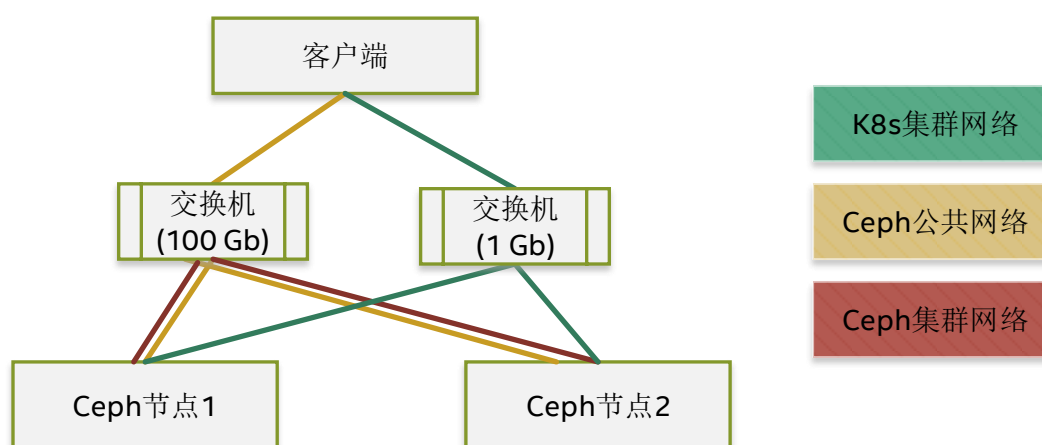 客户端
交换机
(100 Gb)
交换机
(1 Gb)
Ceph节点1
Ceph节点2
K8s集群网络
Ceph公共网络
Ceph集群网络